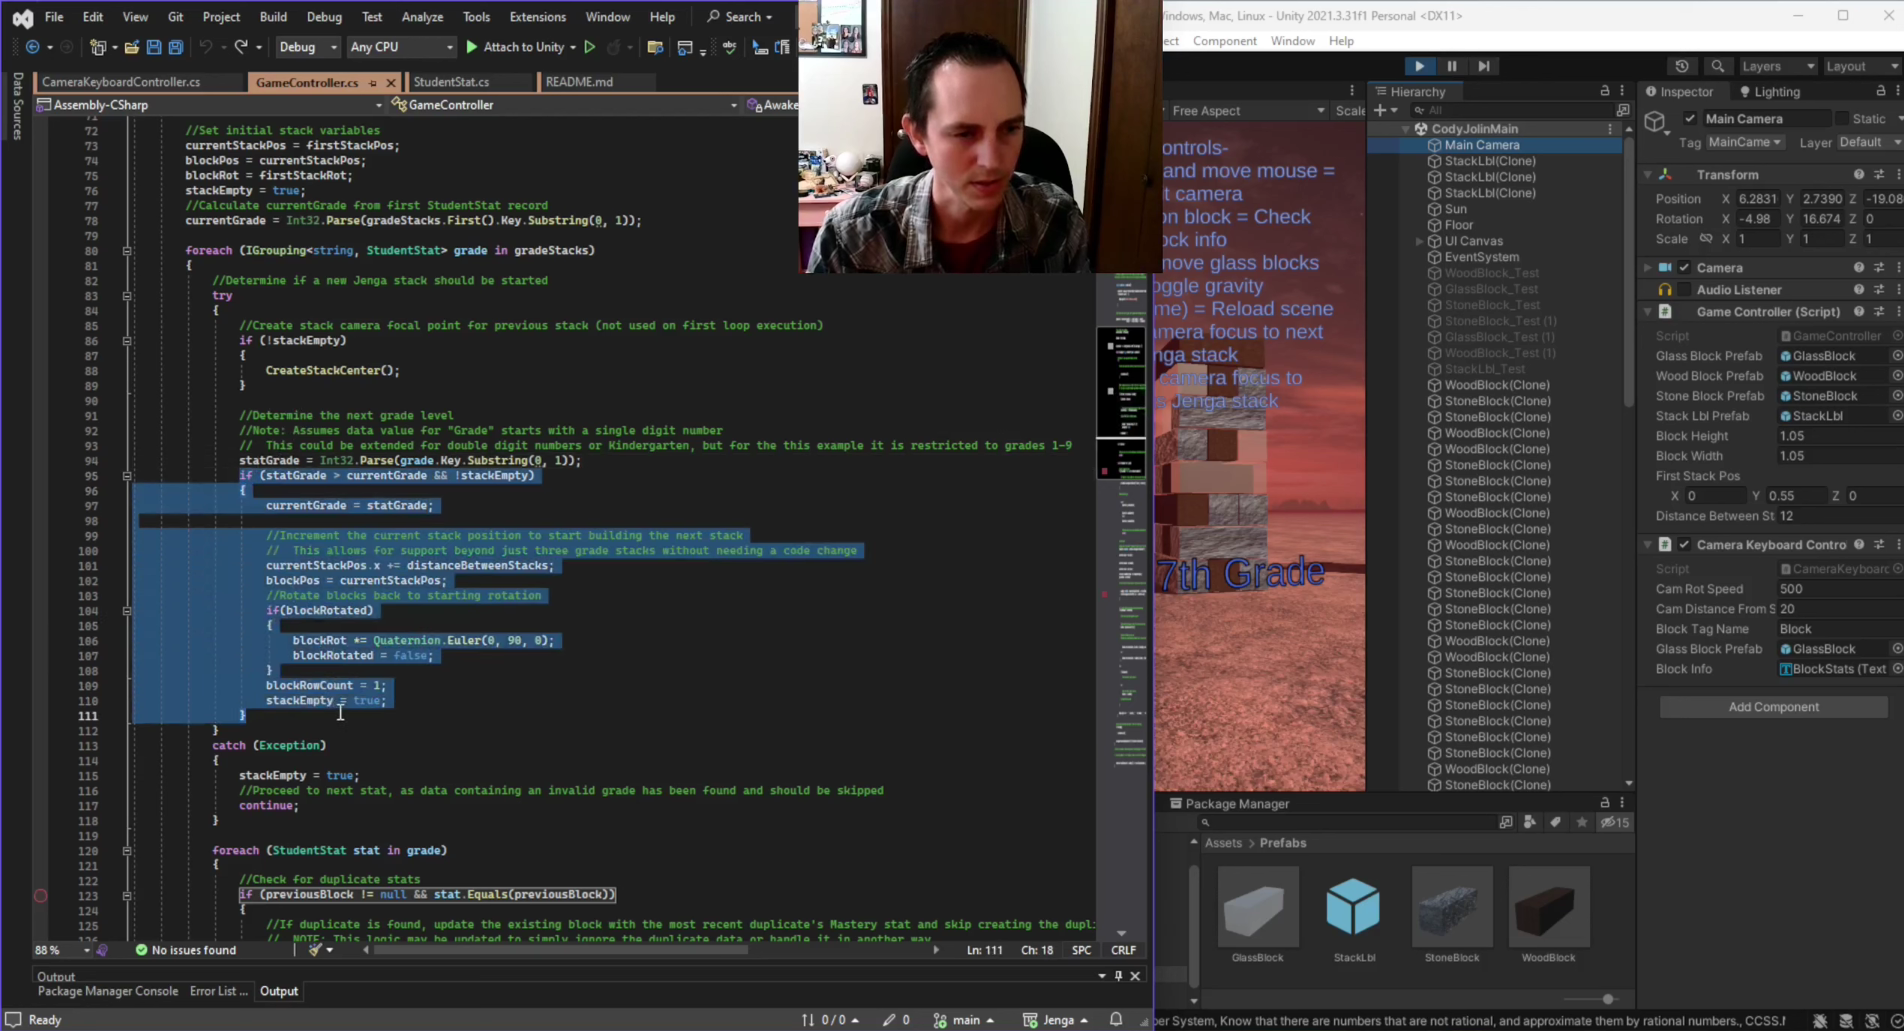 File Edit View Git Project Build Debug Test Analyze Tools Extensions Window Help Search
Debug Any CPU Attach to Unity
Data Sources
CameraKeyboardController.cs GameController.cs StudentStat.cs README.md
Assembly-CSharp GameController Awake
72 //Set initial stack variables
73 currentStackPos = firstStackPos;
74 blockPos = currentStackPos;
75 blockRot = firstStackRot;
76 stackEmpty = true;
77 //Calculate currentGrade from first StudentStat record
78 currentGrade = Int32.Parse(gradeStacks.First().Key.Substring(0, 1));
79
80 foreach (IGrouping<string, StudentStat> grade in gradeStacks)
81 {
82 //Determine if a new Jenga stack should be started
83 try
84 {
85 //Create stack camera focal point for previous stack (not used on first loop execution)
86 if (!stackEmpty)
87 {
88 CreateStackCenter();
89 }
90
91 //Determine the next grade level
92 //Note: Assumes data value for "Grade" starts with a single digit number
93 // This could be extended for double digit numbers or Kindergarten, but for the this example it is restricted to grades 1-9
94 statGrade = Int32.Parse(grade.Key.Substring(0, 1));
95 if (statGrade > currentGrade && !stackEmpty)
96 {
97 currentGrade = statGrade;
98
99 //Increment the current stack position to start building the next stack
100 // This allows for support beyond just three grade stacks without needing a code change
101 currentStackPos.x += distanceBetweenStacks;
102 blockPos = currentStackPos;
103 //Rotate blocks back to starting rotation
104 if(blockRotated)
105 {
106 blockRot *= Quaternion.Euler(0, 90, 0);
107 blockRotated = false;
108 }
109 blockRowCount = 1;
110 stackEmpty = true;
111 }
112 }
113 catch (Exception)
114 {
115 stackEmpty = true;
116 //Proceed to next stat, as data containing an invalid grade has been found and should be skipped
117 continue;
118 }
119
120 foreach (StudentStat stat in grade)
121 {
122 //Check for duplicate stats
123 if (previousBlock != null && stat.Equals(previousBlock))
124 {
125 //If duplicate is found, update the existing block with the most recent duplicate's Mastery stat and skip creating the dupl
// NOTE: This logic may be updated to simply ignore the duplicate data or handle it in another way
88 % No issues found Ln: 111 Ch: 18 SPC CRLF
Output
Package Manager Console Error List ... Output
Ready 0/0 0 main Jenga
Windows, Mac, Linux - Unity 2021.3.31f1 Personal <DX11>
ect Component Window Help
Layers Layout
Free Aspect Scale
ontrols-
and move mouse =
t camera
on block = Check
ock info
move glass blocks
oggle gravity
me) = Reload scene
amera focus to next
nga stack
camera focus to
s Jenga stack
7th Grade
Hierarchy
All
CodyJolinMain
Main Camera
StackLbl(Clone)
StackLbl(Clone)
StackLbl(Clone)
Sun
Floor
UI Canvas
EventSystem
WoodBlock_Test
GlassBlock_Test
StoneBlock_Test
StoneBlock_Test (1)
GlassBlock_Test (1)
WoodBlock_Test (1)
StackLbl_Test
WoodBlock(Clone)
StoneBlock(Clone)
StoneBlock(Clone)
WoodBlock(Clone)
WoodBlock(Clone)
StoneBlock(Clone)
StoneBlock(Clone)
StoneBlock(Clone)
WoodBlock(Clone)
StoneBlock(Clone)
WoodBlock(Clone)
StoneBlock(Clone)
StoneBlock(Clone)
StoneBlock(Clone)
StoneBlock(Clone)
StoneBlock(Clone)
WoodBlock(Clone)
WoodBlock(Clone)
StoneBlock(Clone)
StoneBlock(Clone)
StoneBlock(Clone)
StoneBlock(Clone)
StoneBlock(Clone)
WoodBlock(Clone)
StoneBlock(Clone)
Inspector Lighting
Main Camera Static
Tag MainCame Layer Default
Transform
Position X 6.2831 Y 2.7390 Z -19.08
Rotation X -4.98 Y 16.674 Z 0
Scale X 1 Y 1 Z 1
Camera
Audio Listener
Game Controller (Script)
Script GameController
Glass Block Prefab GlassBlock
Wood Block Prefab WoodBlock
Stone Block Prefab StoneBlock
Stack Lbl Prefab StackLbl
Block Height 1.05
Block Width 1.05
First Stack Pos
X 0 Y 0.55 Z 0
Distance Between St 12
Camera Keyboard Contro
Script CameraKeyboard
Cam Rot Speed 500
Cam Distance From S 20
Block Tag Name Block
Glass Block Prefab GlassBlock
Block Info BlockStats (Text
Add Component
Package Manager
15
Assets > Prefabs
GlassBlock StackLbl StoneBlock WoodBlock
er System, Know that there are numbers that are not rational, and approximate them by rational numbers, CCSS.M